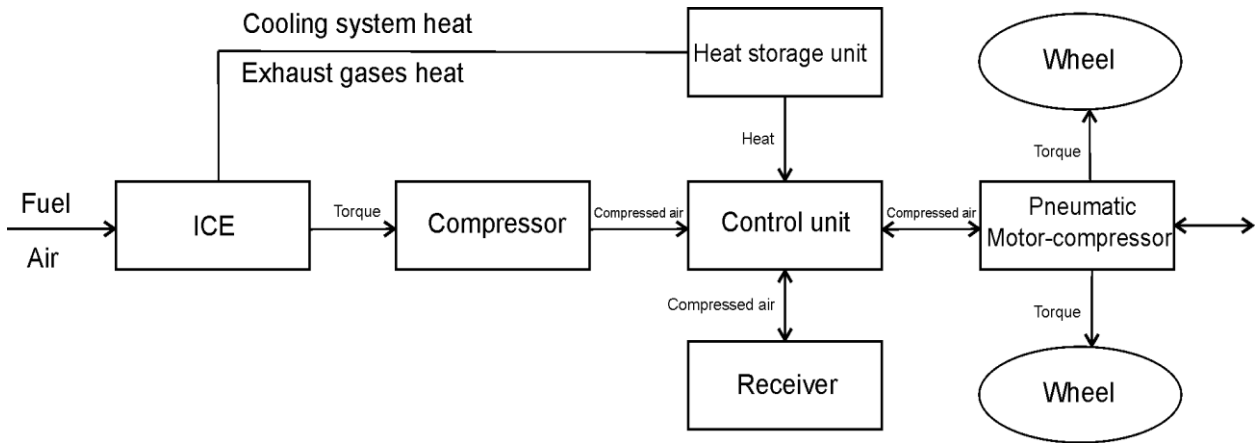 Cooling system heat
Exhaust gases heat
Heat storage unit
Wheel
Heat
Torque
Fuel
Air
ICE
Torque
Compressor
Compressed air
Control unit
Compressed air
Pneumatic
Motor-compressor
Compressed air
Torque
Receiver
Wheel